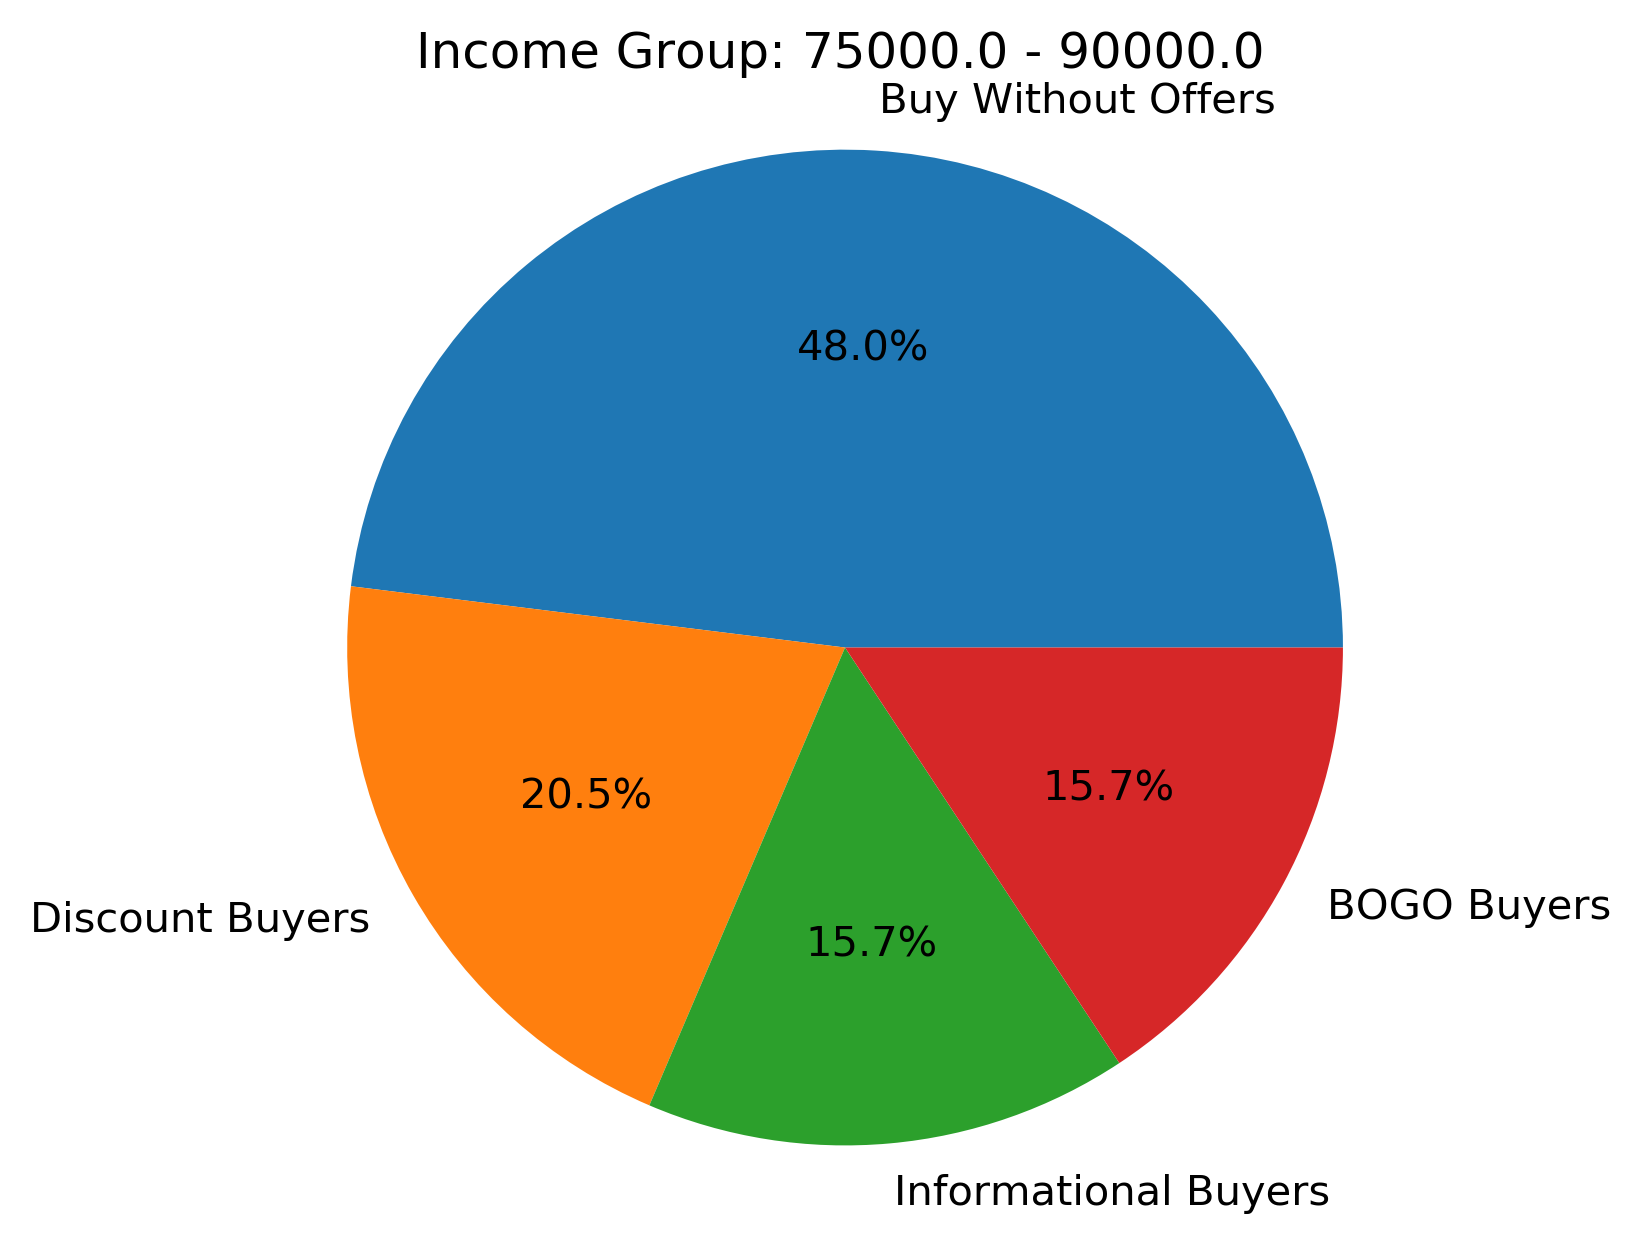 Income Group: 75000.0 - 90000.0
Buy Without Offers
48.0%
20.5%
15.7%
Discount Buyers
BOGO Buyers
15.7%
Informational Buyers